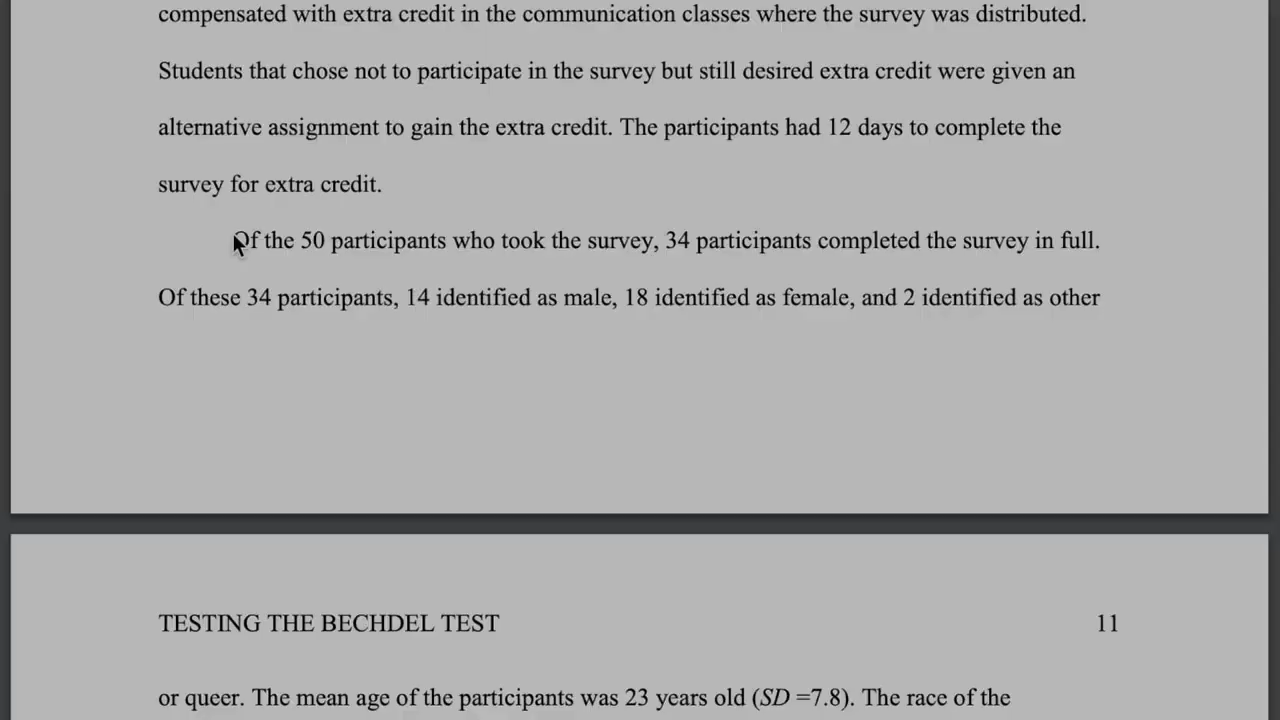 compensated with extra credit in the communication classes where the survey was distributed.
Students that chose not to participate in the survey but still desired extra credit were given an
alternative assignment to gain the extra credit. The participants had 12 days to complete the
survey for extra credit.
Of the 50 participants who took the survey, 34 participants completed the survey in full.
Of these 34 participants, 14 identified as male, 18 identified as female, and 2 identified as other
TESTING THE BECHDEL TEST 11
or queer. The mean age of the participants was 23 years old (SD =7.8). The race of the